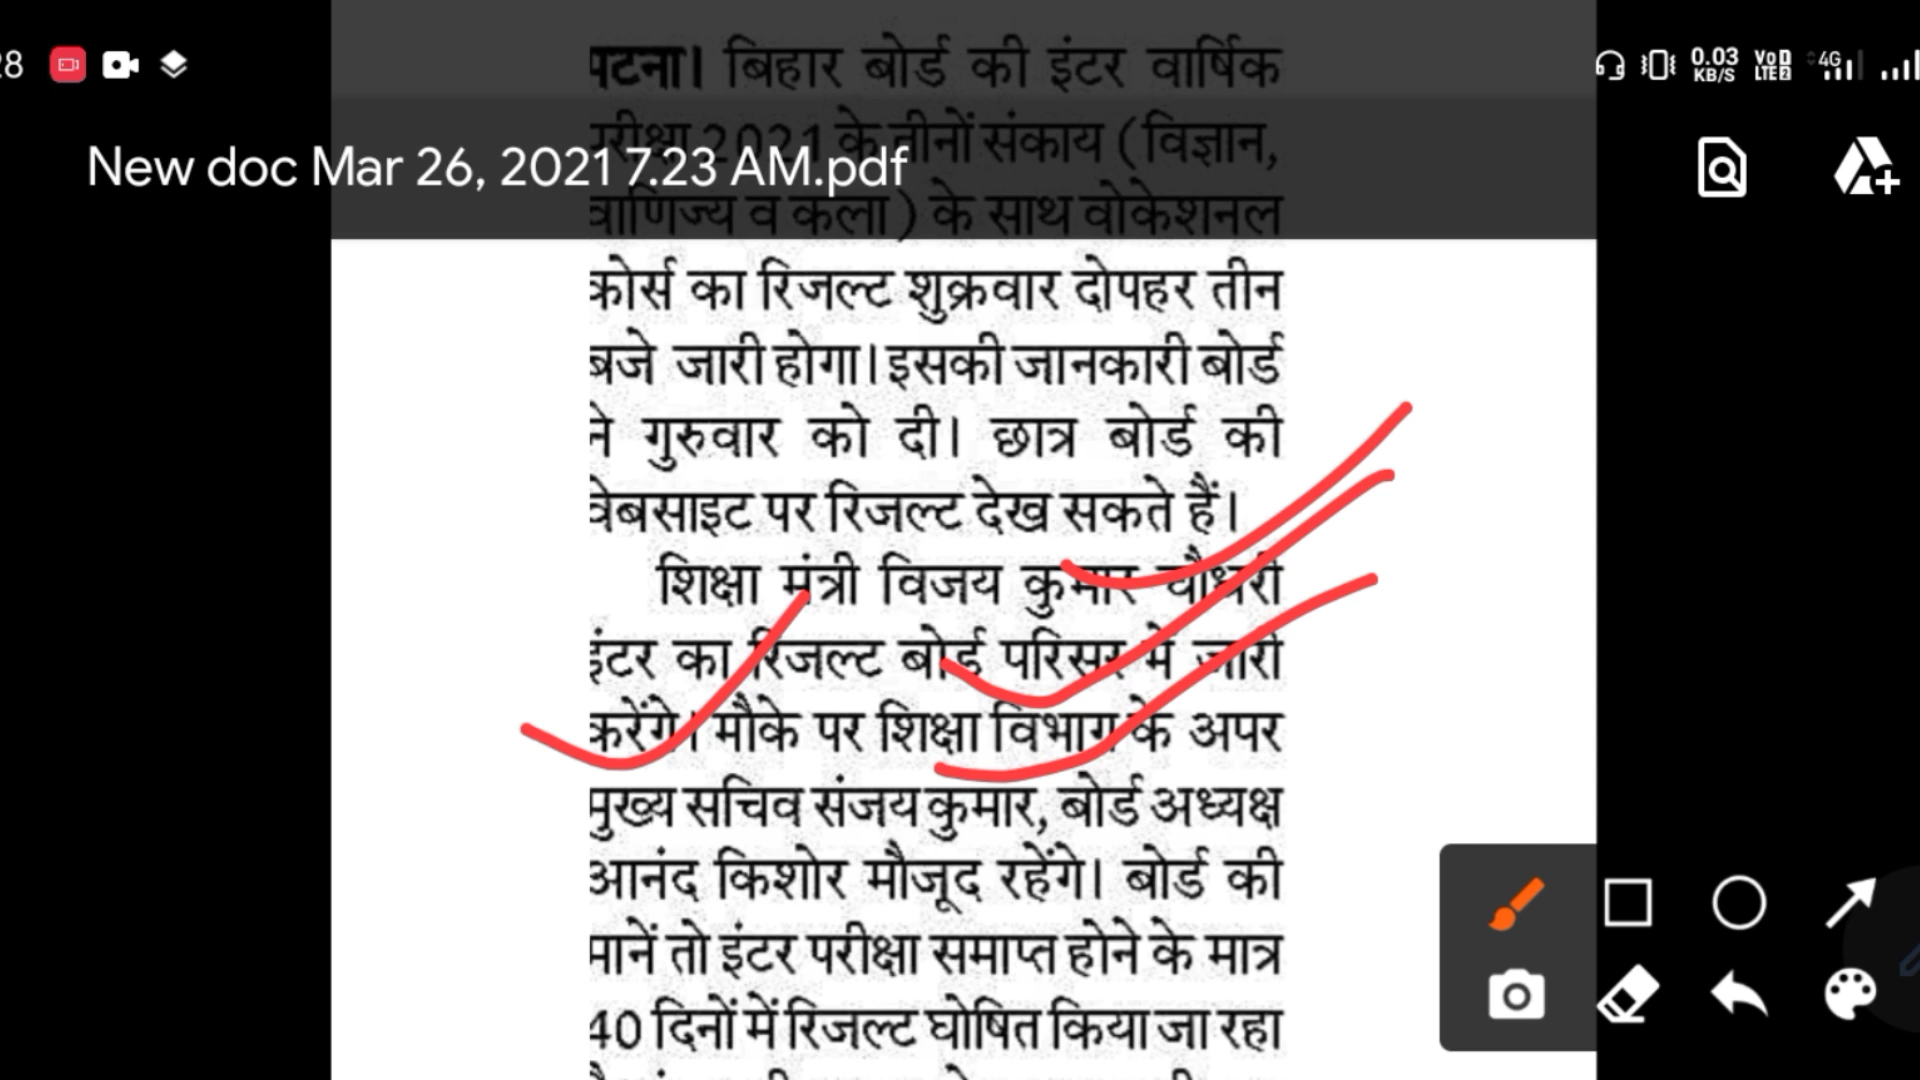 28
0.03 KB/S
VoD LTE2
4G
New doc Mar 26, 2021 7.23 AM.pdf
पटना। बिहार बोर्ड की इंटर वार्षिक
परीक्षा 2021 के तीनों संकाय (विज्ञान,
वाणिज्य व कला) के साथ वोकेशनल
कोर्स का रिजल्ट शुक्रवार दोपहर तीन
बजे जारी होगा। इसकी जानकारी बोर्ड
ने गुरुवार को दी। छात्र बोर्ड की
वेबसाइट पर रिजल्ट देख सकते हैं।
शिक्षा मंत्री विजय कुमार चौधरी
इंटर का रिजल्ट बोर्ड परिसर में जारी
करेंगे। मौके पर शिक्षा विभाग के अपर
मुख्य सचिव संजय कुमार, बोर्ड अध्यक्ष
आनंद किशोर मौजूद रहेंगे। बोर्ड की
मानें तो इंटर परीक्षा समाप्त होने के मात्र
40 दिनों में रिजल्ट घोषित किया जा रहा